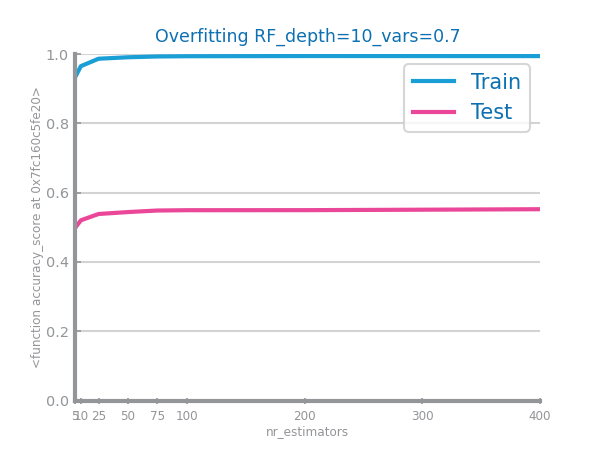 Overfitting RF_depth=10_vars=0.7
1.0
0.8
0.6
0.4
0.2
0.0
<function accuracy_score at 0x7fc160c5fe20>
Train
Test
5 10 25 50 75 100 200 300 400
nr_estimators